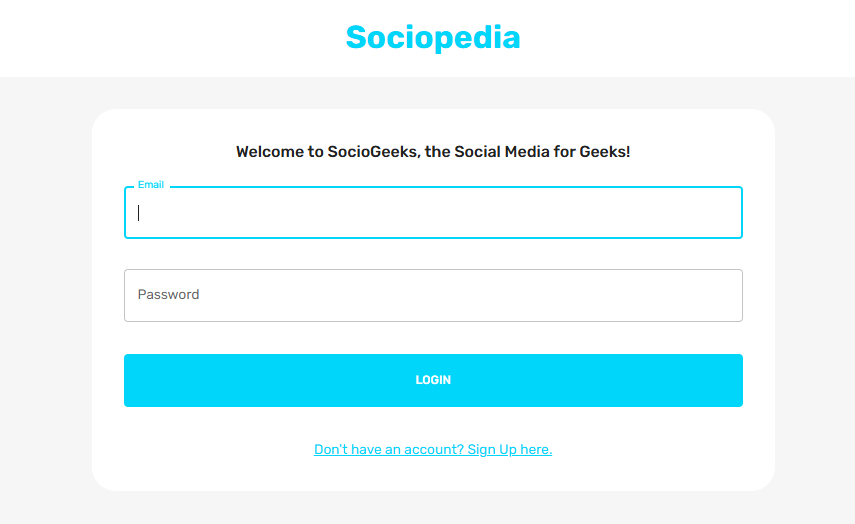 Sociopedia
Welcome to SocioGeeks, the Social Media for Geeks!
Email
Password
LOGIN
Don't have an account? Sign Up here.